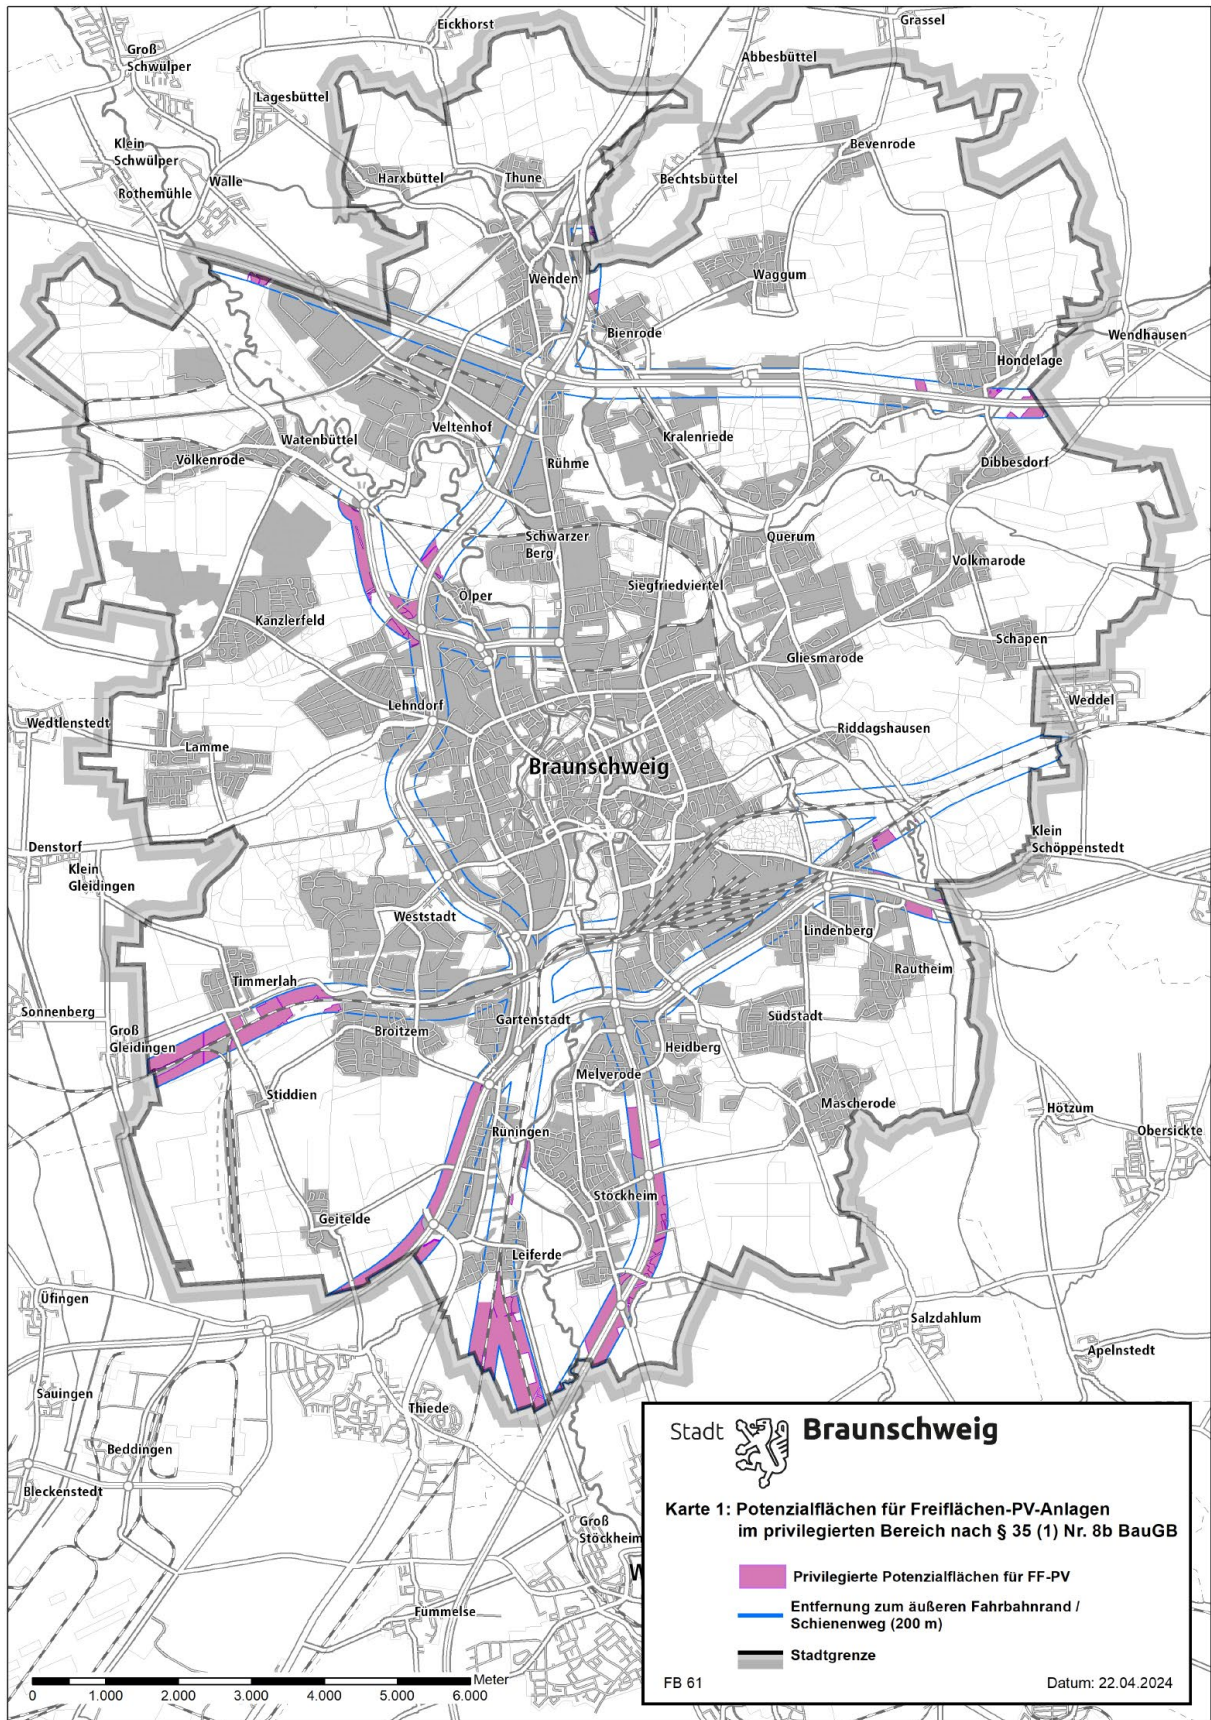 Eickhorst
Grassel
Groß
Schwülper
Abbesbüttel
Lagesbüttel
Klein
Schwülper
Bevenrode
Rothemühle
Walle
Harxbüttel
Thune
Bechtsbüttel
Wenden
Waggum
Bienrode
Wendhausen
Hondelage
Veltenhof
Kralenriede
Watenbüttel
Völkenrode
Rühme
Dibbesdorf
Schwarzer
Berg
Querum
Volkmarode
Siegfriedviertel
Ölper
Kanzlerfeld
Schapen
Gliesmarode
Weddel
Lehndorf
Wedtlenstedt
Riddagshausen
Lamme
Braunschweig
Klein
Schöppenstedt
Denstorf
Klein
Gleidingen
Weststadt
Lindenberg
Rautheim
Timmerlah
Sonnenberg
Groß
Gleidingen
Gartenstadt
Südstadt
Broitzem
Heidberg
Melverode
Stiddien
Mascherode
Hötzum
Rüningen
Obersickte
Stöckheim
Geitelde
Leiferde
Üfingen
Salzdahlum
Apelnstedt
Sauingen
Thiede
Beddingen
Bleckenstedt
Groß
Stöckheim
W
Fümmelse
Stadt Braunschweig
Karte 1: Potenzialflächen für Freiflächen-PV-Anlagen
im privilegierten Bereich nach § 35 (1) Nr. 8b BauGB
Privilegierte Potenzialflächen für FF-PV
Entfernung zum äußeren Fahrbahnrand /
Schienenweg (200 m)
Stadtgrenze
FB 61 Datum: 22.04.2024
Meter
0 1.000 2.000 3.000 4.000 5.000 6.000